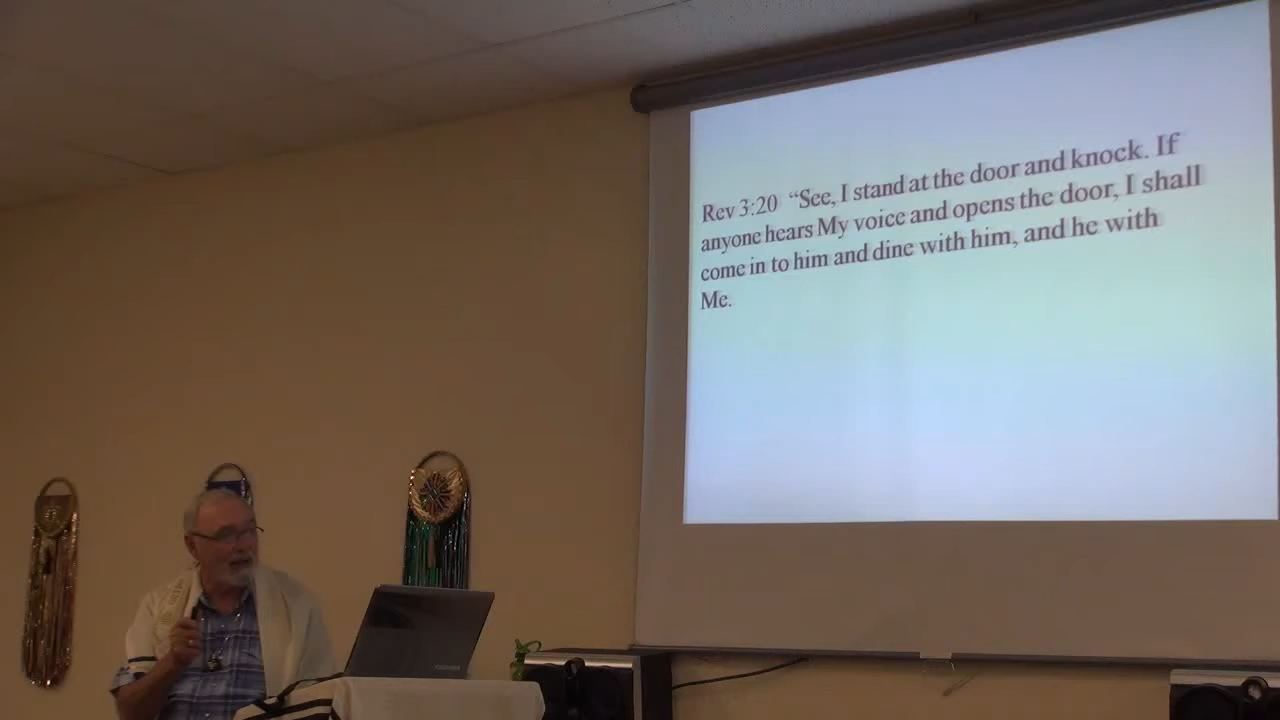 Rev 3:20 “See, I stand at the door and knock. If
anyone hears My voice and opens the door, I shall
come in to him and dine with him, and he with
Me.
TOSHIBA